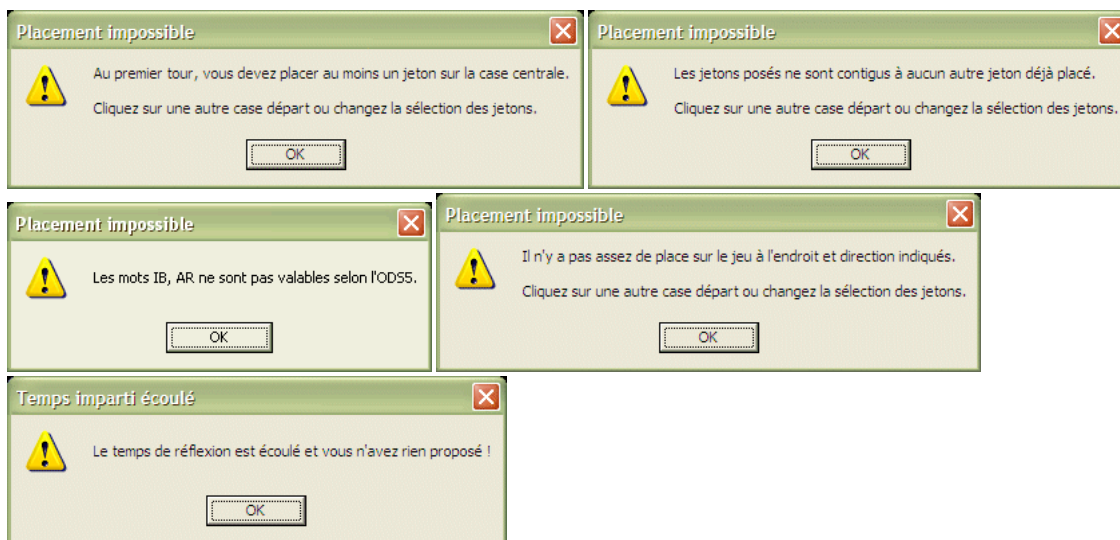 Placement impossible
Au premier tour, vous devez placer au moins un jeton sur la case centrale.
Cliquez sur une autre case départ ou changez la sélection des jetons.
OK
Placement impossible
Les jetons posés ne sont contigus à aucun autre jeton déjà placé.
Cliquez sur une autre case départ ou changez la sélection des jetons.
OK
Placement impossible
Les mots IB, AR ne sont pas valables selon l'ODS5.
OK
Placement impossible
Il n'y a pas assez de place sur le jeu à l'endroit et direction indiqués.
Cliquez sur une autre case départ ou changez la sélection des jetons.
OK
Temps imparti écoulé
Le temps de réflexion est écoulé et vous n'avez rien proposé !
OK